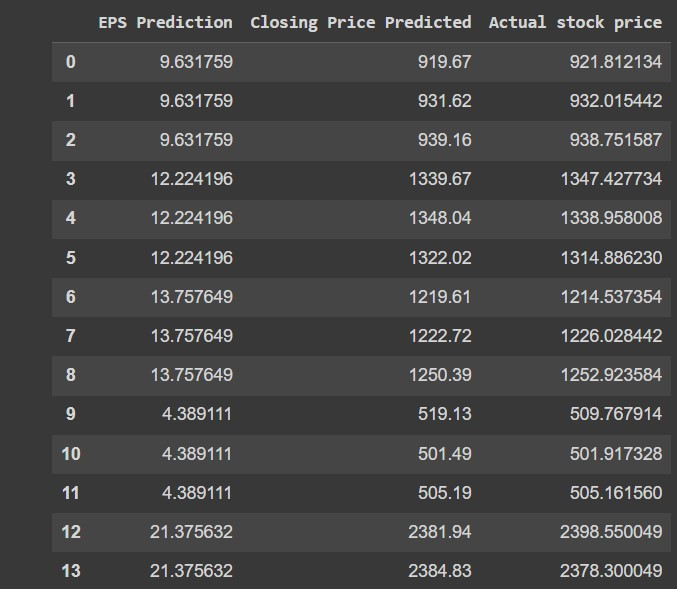 EPS Prediction Closing Price Predicted Actual stock price
0 9.631759 919.67 921.812134
1 9.631759 931.62 932.015442
2 9.631759 939.16 938.751587
3 12.224196 1339.67 1347.427734
4 12.224196 1348.04 1338.958008
5 12.224196 1322.02 1314.886230
6 13.757649 1219.61 1214.537354
7 13.757649 1222.72 1226.028442
8 13.757649 1250.39 1252.923584
9 4.389111 519.13 509.767914
10 4.389111 501.49 501.917328
11 4.389111 505.19 505.161560
12 21.375632 2381.94 2398.550049
13 21.375632 2384.83 2378.300049